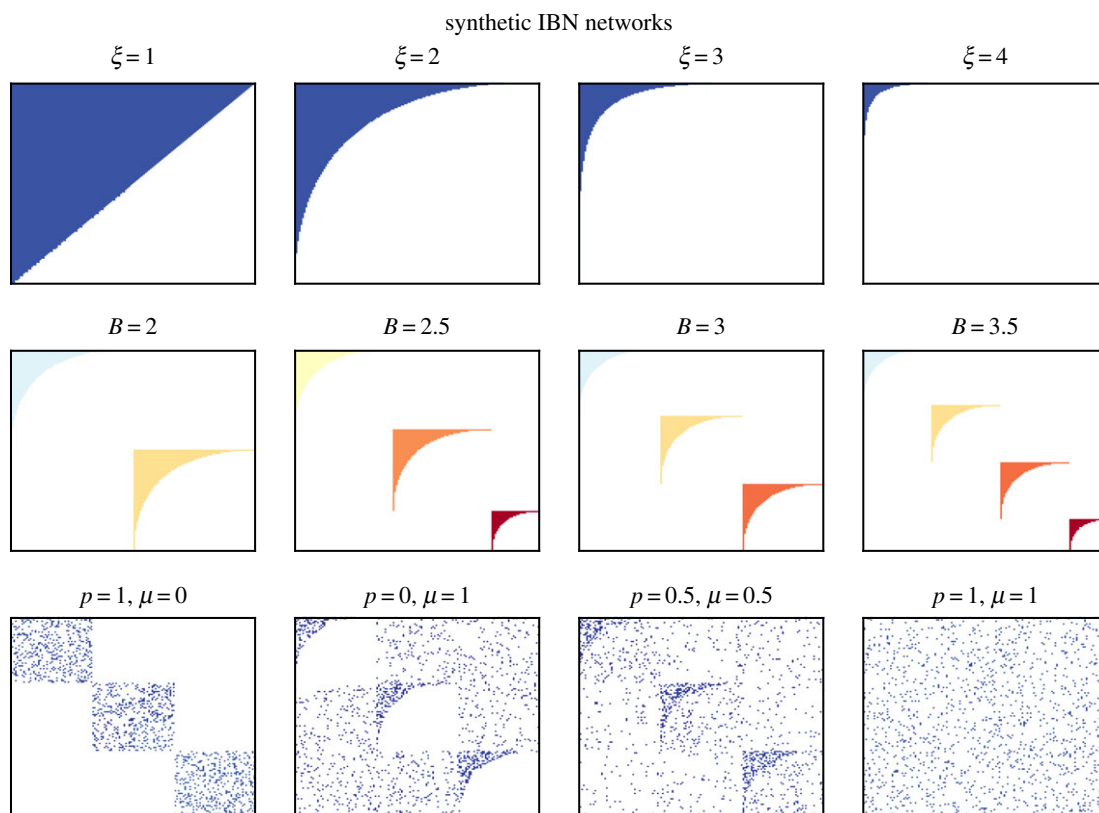 synthetic IBN networks
ξ = 1 ξ = 2 ξ = 3 ξ = 4
B = 2 B = 2.5 B = 3 B = 3.5
p = 1, μ = 0 p = 0, μ = 1 p = 0.5, μ = 0.5 p = 1, μ = 1